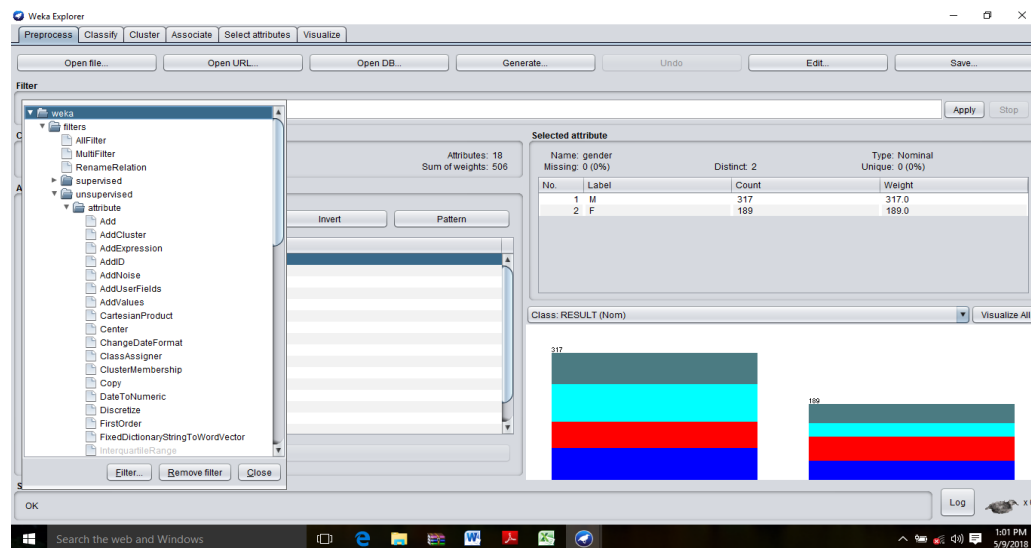 Weka Explorer
Preprocess Classify Cluster Associate Select attributes Visualize
Open file... Open URL... Open DB... Generate... Undo Edit... Save...
Filter
weka
filters
AllFilter
MultiFilter
RenameRelation
supervised
unsupervised
attribute
Add
AddCluster
AddExpression
AddID
AddNoise
AddUserFields
AddValues
CartesianProduct
Center
ChangeDateFormat
ClassAssigner
ClusterMembership
Copy
DateToNumeric
Discretize
FirstOrder
FixedDictionaryStringToWordVector
InterquartileRange
Filter... Remove filter Close
Apply Stop
Attributes: 18
Sum of weights: 506
Invert Pattern
Selected attribute
Name: gender Type: Nominal
Missing: 0 (0%) Distinct: 2 Unique: 0 (0%)
No. Label Count Weight
1 M 317 317.0
2 F 189 189.0
Class: RESULT (Nom) Visualize All
317
189
OK
Log x
Search the web and Windows
1:01 PM
5/9/2018